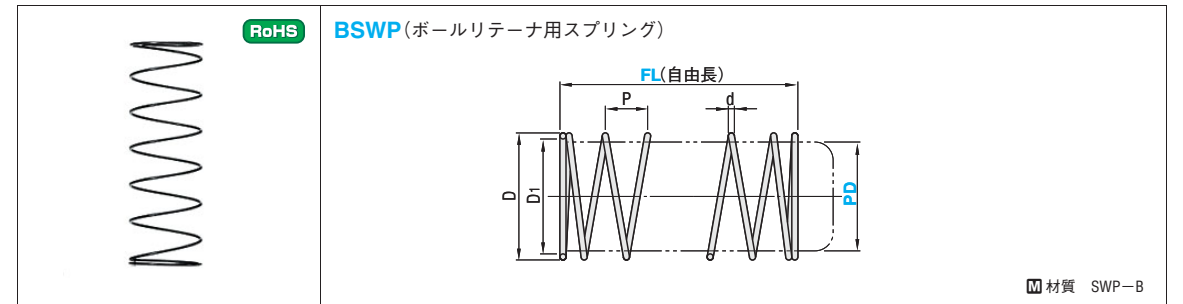 RoHS
BSWP(ボールリテーナ用スプリング)
FL(自由長)
P
d
D
D1
PD
M 材質 SWP−B